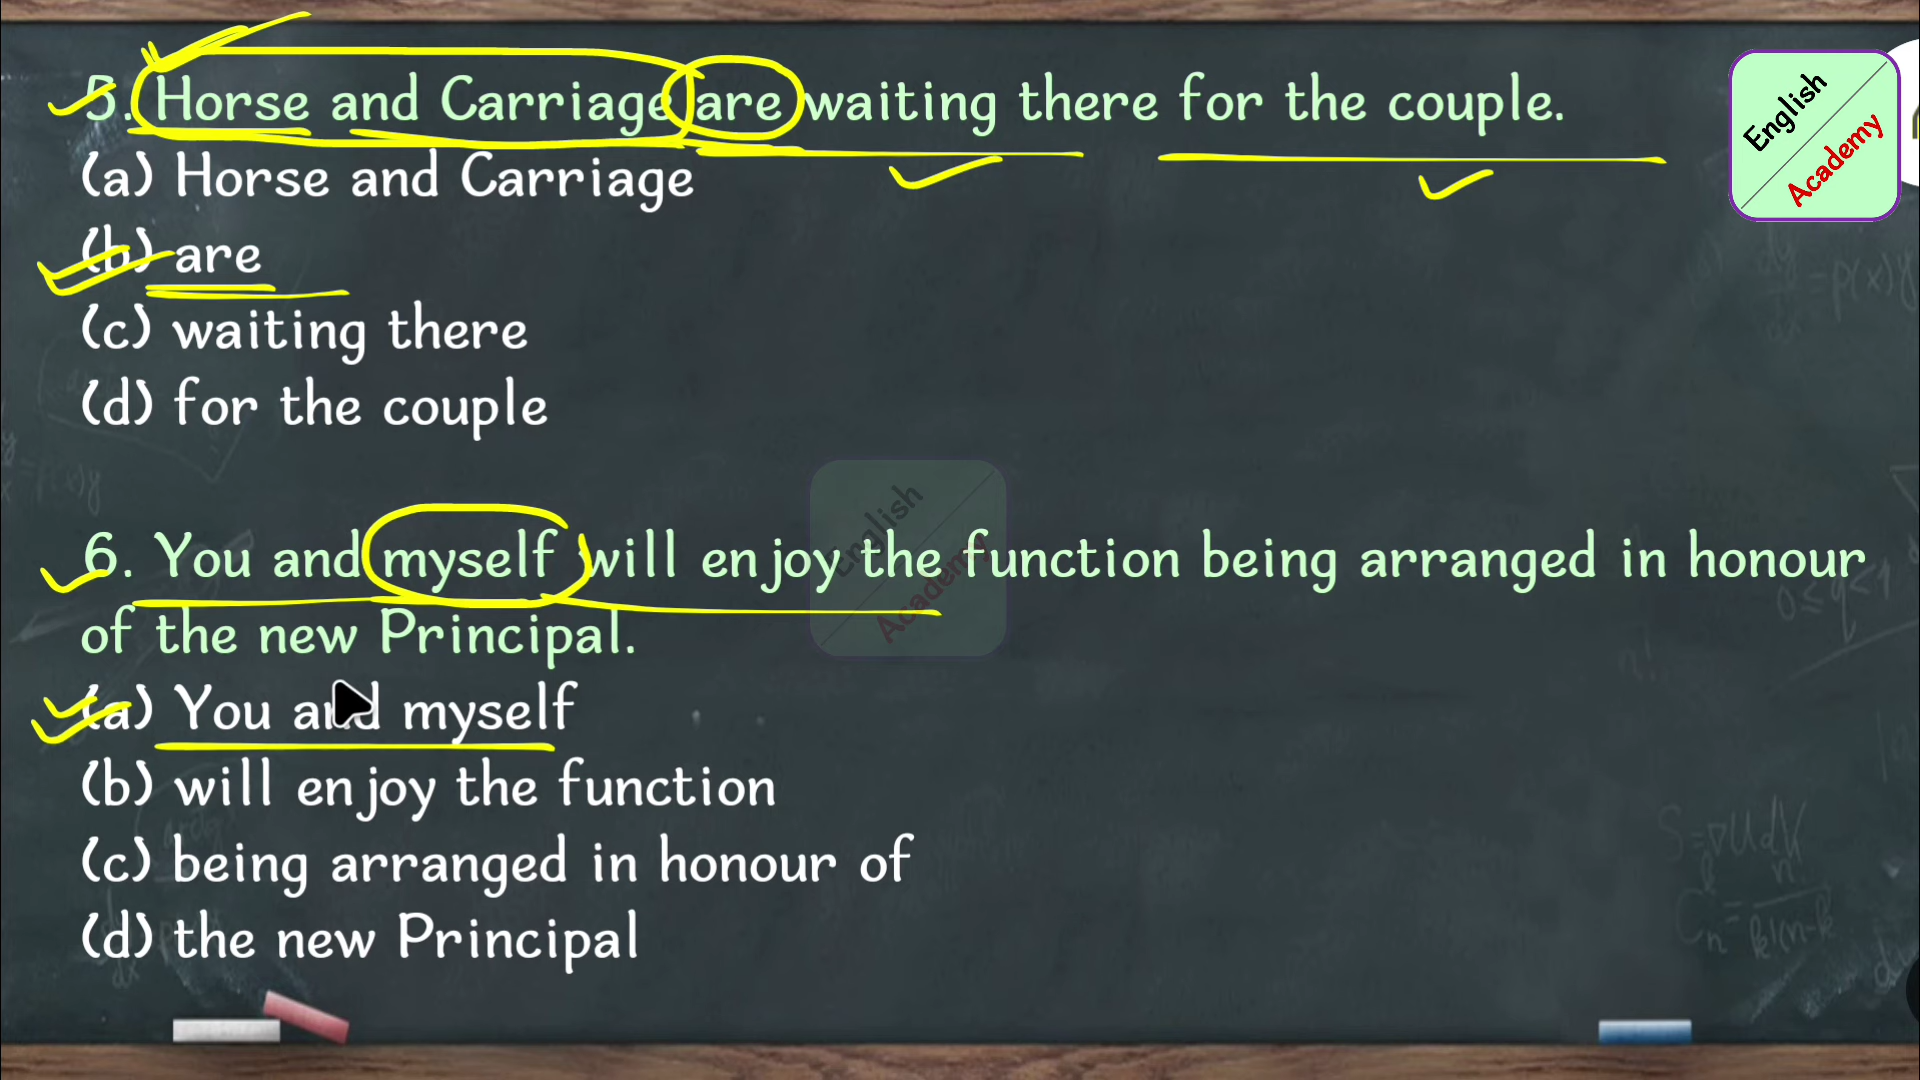 5. Horse and Carriage are waiting there for the couple.
English
Academy
(a) Horse and Carriage
(b) are
(c) waiting there
(d) for the couple
English
Academy
6. You and myself will enjoy the function being arranged in honour
of the new Principal.
(a) You and myself
(b) will enjoy the function
(c) being arranged in honour of
(d) the new Principal